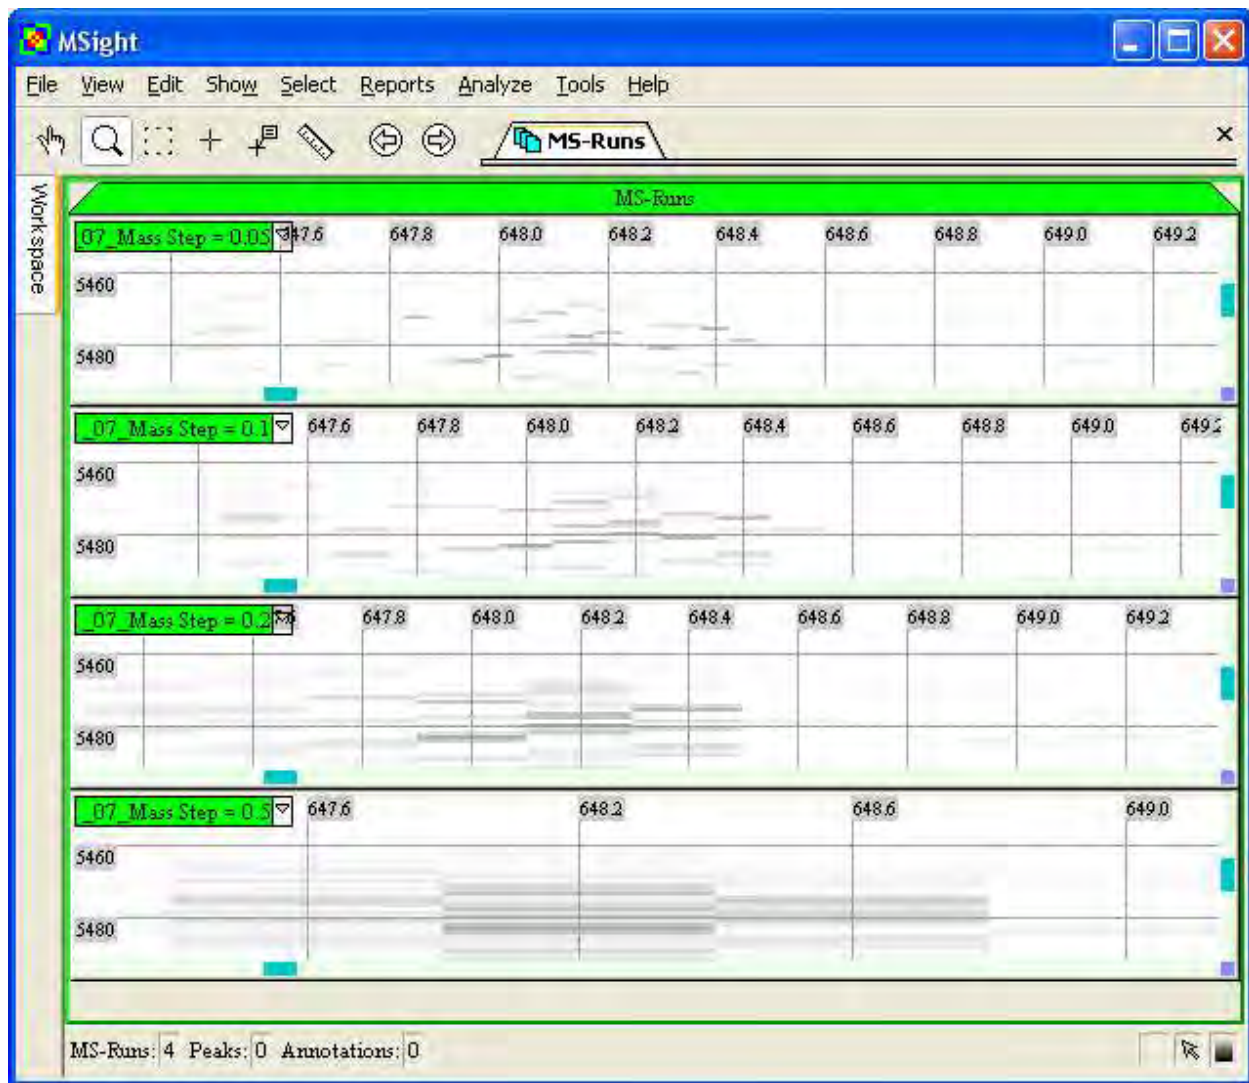 MSight
File View Edit Show Select Reports Analyze Tools Help
MS-Runs
Workspace
MS-Runs
_07_Mass Step = 0.05 647.6 647.8 648.0 648.2 648.4 648.6 648.8 649.0 649.2
5460
5480
_07_Mass Step = 0.1 647.6 647.8 648.0 648.2 648.4 648.6 648.8 649.0 649.2
5460
5480
_07_Mass Step = 0.2 647.8 648.0 648.2 648.4 648.6 648.8 649.0 649.2
5460
5480
_07_Mass Step = 0.5 647.6 648.2 648.6 649.0
5460
5480
MS-Runs: 4 Peaks: 0 Annotations: 0